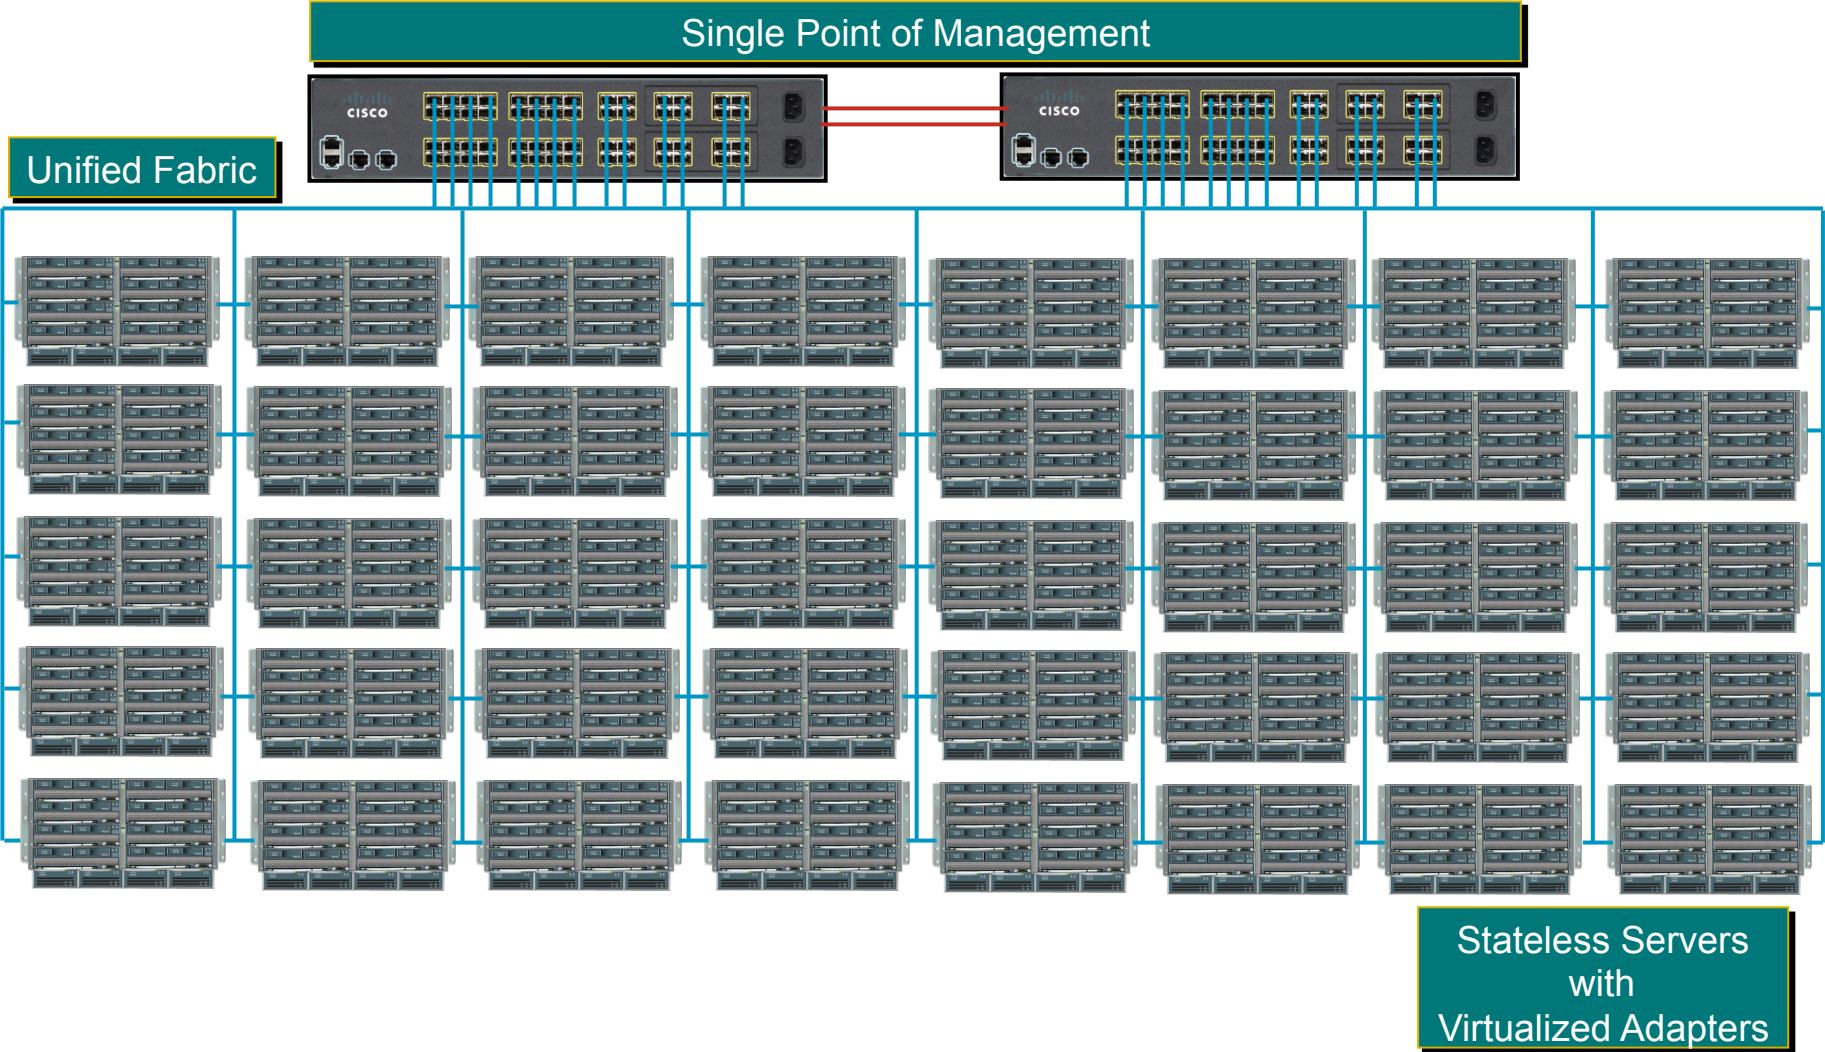 Single Point of Management
CISCO
CISCO
Unified Fabric
Stateless Servers
with
Virtualized Adapters